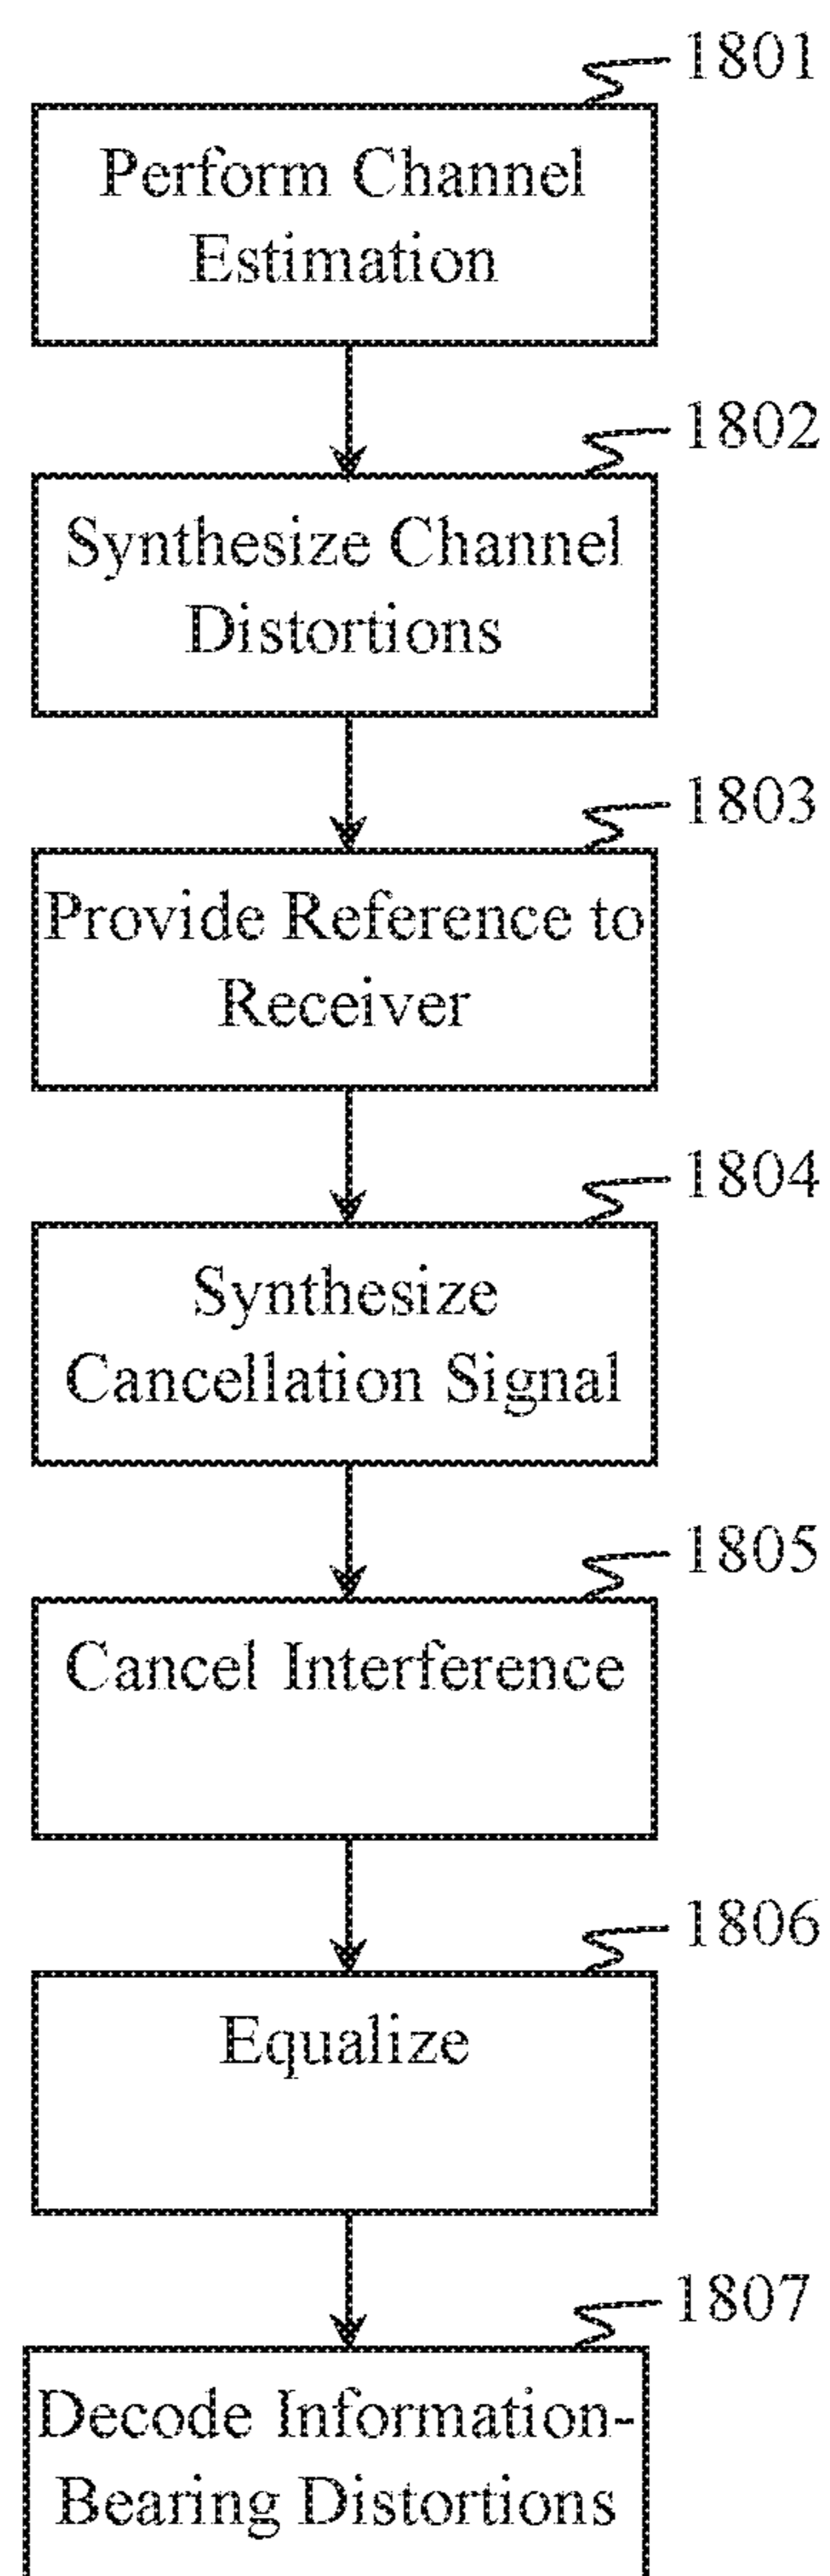 1801
Perform Channel
Estimation
1802
Synthesize Channel
Distortions
1803
Provide Reference to
Receiver
1804
Synthesize
Cancellation Signal
1805
Cancel Interference
1806
Equalize
1807
Decode Information-
Bearing Distortions